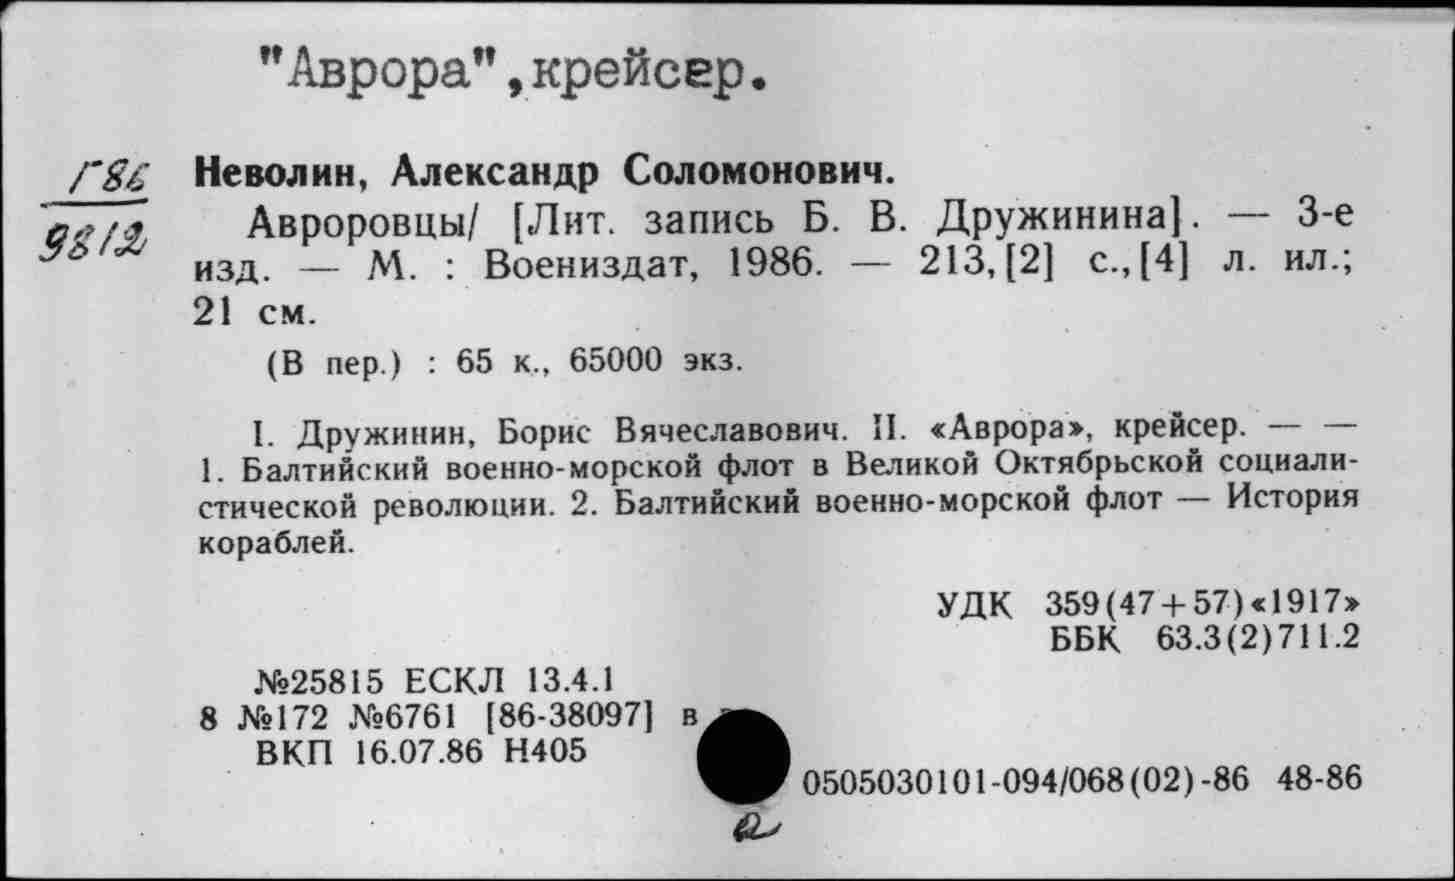 "Аврора", крейсер.
Г86
9812
Неволин, Александр Соломонович.
Авроровцы/ [Лит. запись Б. В. Дружинина]. — 3-е
изд. — М. : Воениздат, 1986. — 213, [2] с., [4] л. ил.;
21 см.
(В пер.) : 65 к., 65000 экз.
I. Дружинин, Борис Вячеславович. II. «Аврора», крейсер. — —
1. Балтийский военно-морской флот в Великой Октябрьской социали-
стической революции. 2. Балтийский военно-морской флот — История
кораблей.
УДК 359(47+57)«1917»
ББК 63.3(2)711.2
№25815 ЕСКЛ 13.4.1
8 №172 №6761 [86-38097] в
ВКП 16.07.86 Н405
0505030101-094/068(02)-86 48-86